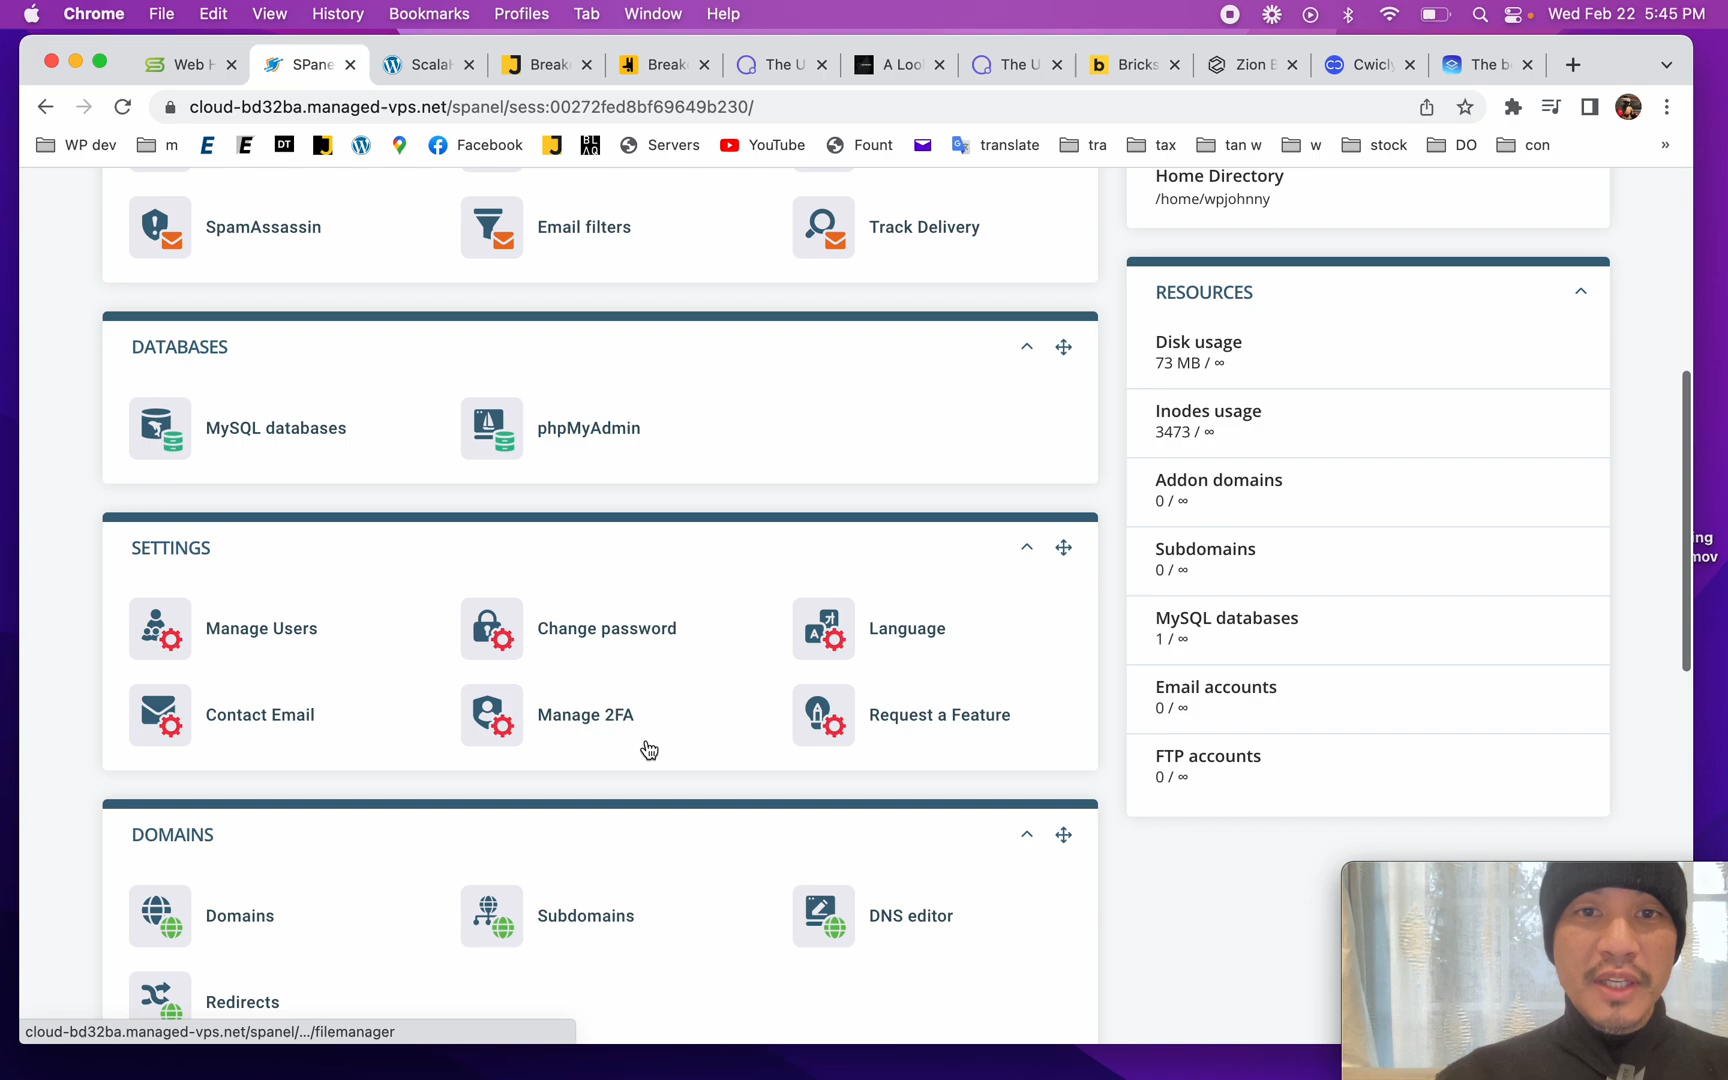 Chrome File Edit View History Bookmarks Profiles Tab Window Help Wed Feb 22 5:45 PM
Web H SPane Scalah Break Break The U A Loo The U Bricks Zion E Cwicl The b
cloud-bd32ba.managed-vps.net/spanel/sess:00272fed8bf69649b230/
WP dev m Facebook Servers YouTube Fount translate tra tax tan w w stock DO con »
SpamAssassin Email filters Track Delivery
DATABASES
MySQL databases phpMyAdmin
SETTINGS
Manage Users Change password Language
Contact Email Manage 2FA Request a Feature
DOMAINS
Domains Subdomains DNS editor
Redirects
cloud-bd32ba.managed-vps.net/spanel/.../filemanager
Home Directory
/home/wpjohnny
RESOURCES
Disk usage
73 MB / ∞
Inodes usage
3473 / ∞
Addon domains
0 / ∞
Subdomains
0 / ∞
MySQL databases
1 / ∞
Email accounts
0 / ∞
FTP accounts
0 / ∞
ing
mov